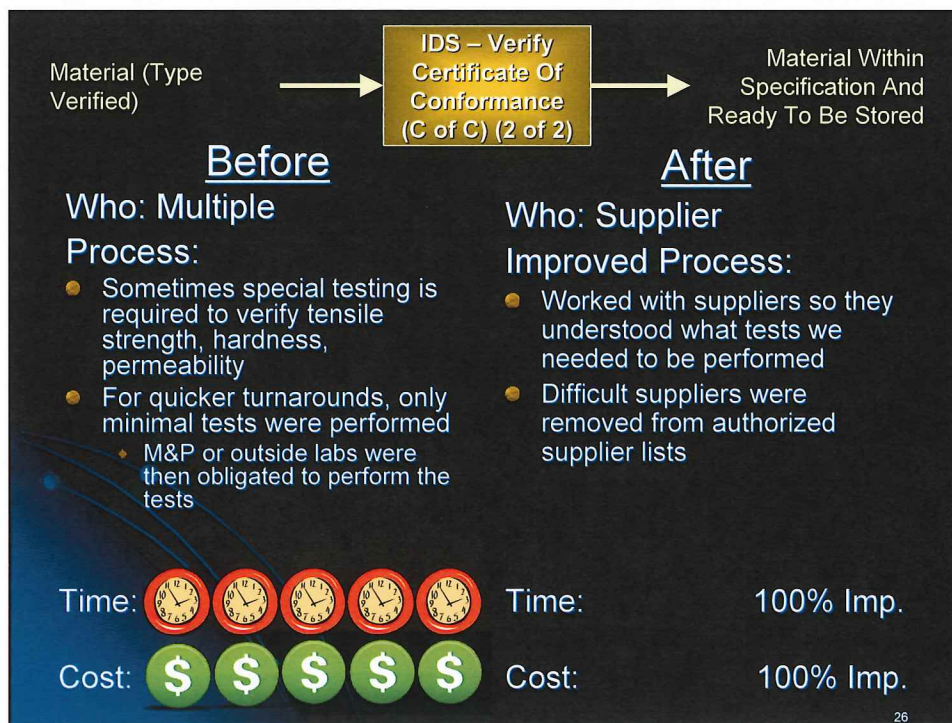 Material (Type
Verified)
IDS – Verify
Certificate Of
Conformance
(C of C) (2 of 2)
Material Within
Specification And
Ready To Be Stored
Before
Who: Multiple
Process:
Sometimes special testing is
required to verify tensile
strength, hardness,
permeability
For quicker turnarounds, only
minimal tests were performed
M&P or outside labs were
then obligated to perform the
tests
Time:
Cost:
$ $ $ $ $
After
Who: Supplier
Improved Process:
Worked with suppliers so they
understood what tests we
needed to be performed
Difficult suppliers were
removed from authorized
supplier lists
Time: 100% Imp.
Cost: 100% Imp.
26